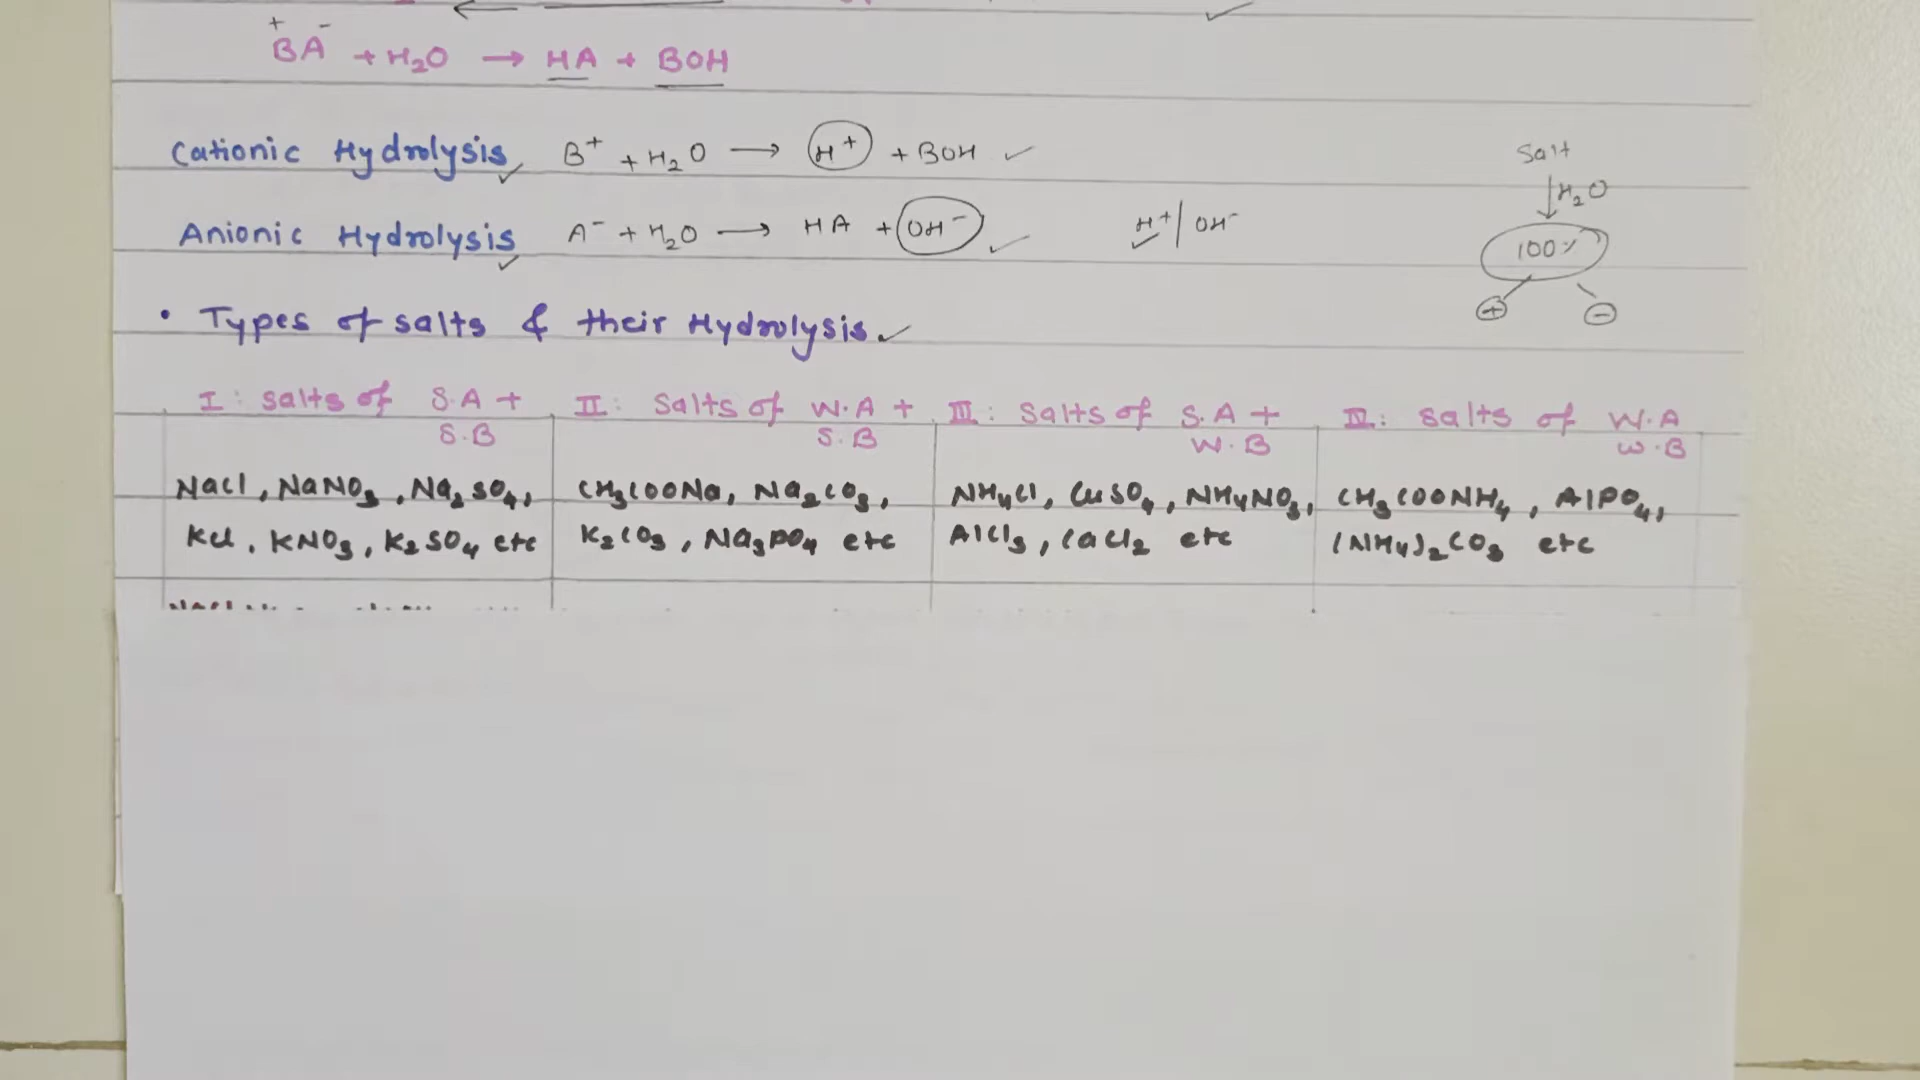 + -
BA + H2O → HA + BOH
Cationic Hydrolysis B+ + H2O → H+ + BOH
Anionic Hydrolysis A- + H2O → HA + OH- H+ | OH-
Salt
↓H2O
100%
+ -
• Types of salts & their Hydrolysis
I: salts of S.A + S.B
NaCl, NaNO3, Na2SO4,
KCl, KNO3, K2SO4 etc
II: Salts of W.A + S.B
CH3COONa, Na2CO3,
K2CO3, Na3PO4 etc
III: Salts of S.A + W.B
NH4Cl, CuSO4, NH4NO3,
AlCl3, CaCl2 etc
IV: salts of W.A W.B
CH3COONH4, AlPO4,
(NH4)2CO3 etc